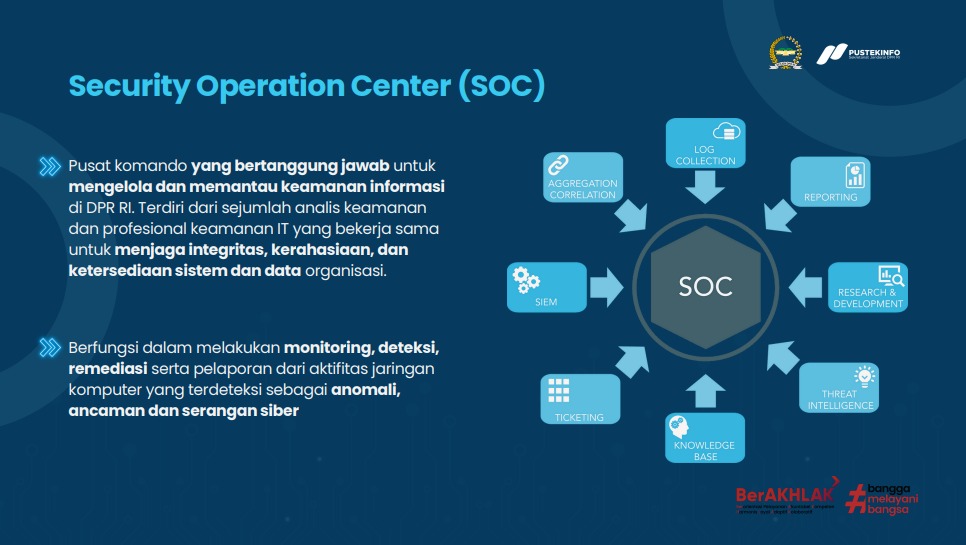 PUSTEKINFO
Sekretariat Jenderal DPR RI
Security Operation Center (SOC)
Pusat komando yang bertanggung jawab untuk
mengelola dan memantau keamanan informasi
di DPR RI. Terdiri dari sejumlah analis keamanan
dan profesional keamanan IT yang bekerja sama
untuk menjaga integritas, kerahasiaan, dan
ketersediaan sistem dan data organisasi.
Berfungsi dalam melakukan monitoring, deteksi,
remediasi serta pelaporan dari aktifitas jaringan
komputer yang terdeteksi sebagai anomali,
ancaman dan serangan siber
LOG
COLLECTION
AGGREGATION
CORRELATION
REPORTING
SIEM
SOC
RESEARCH &
DEVELOPMENT
TICKETING
THREAT
INTELLIGENCE
KNOWLEDGE
BASE
BerAKHLAK
#bangga
melayani
bangsa